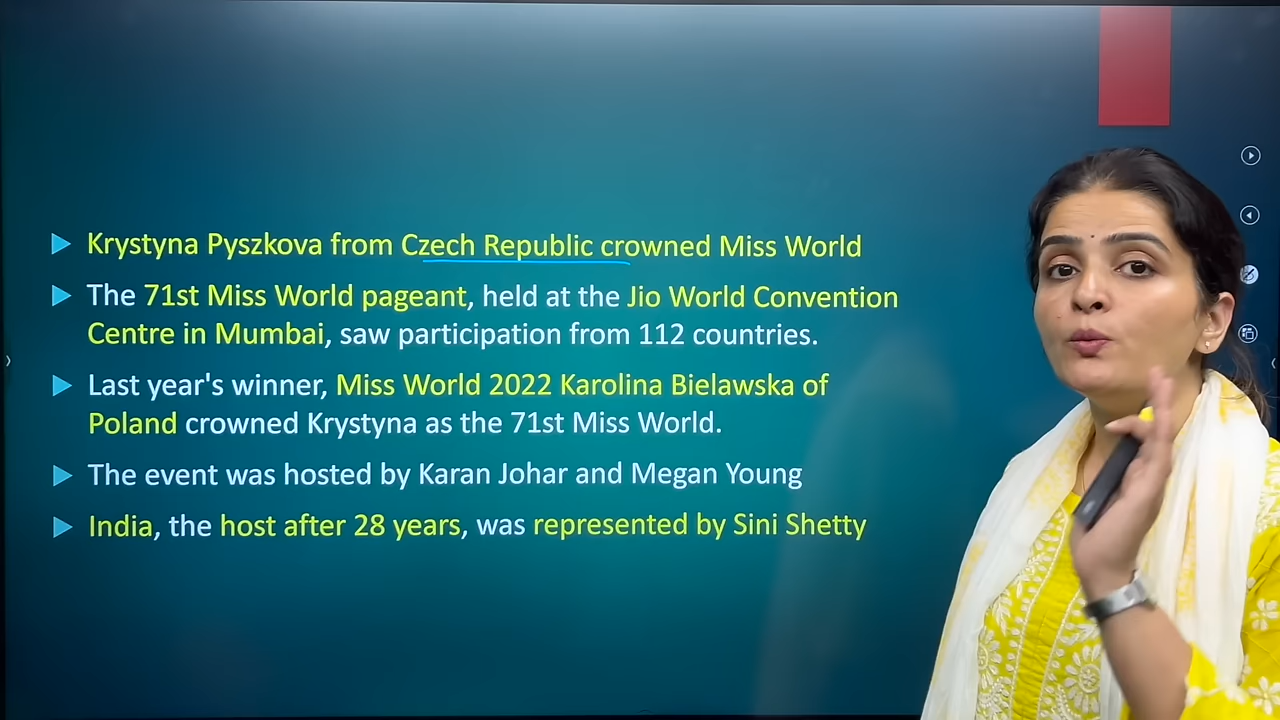 Krystyna Pyszkova from Czech Republic crowned Miss World
The 71st Miss World pageant, held at the Jio World Convention
Centre in Mumbai, saw participation from 112 countries.
Last year's winner, Miss World 2022 Karolina Bielawska of
Poland crowned Krystyna as the 71st Miss World.
The event was hosted by Karan Johar and Megan Young
India, the host after 28 years, was represented by Sini Shetty